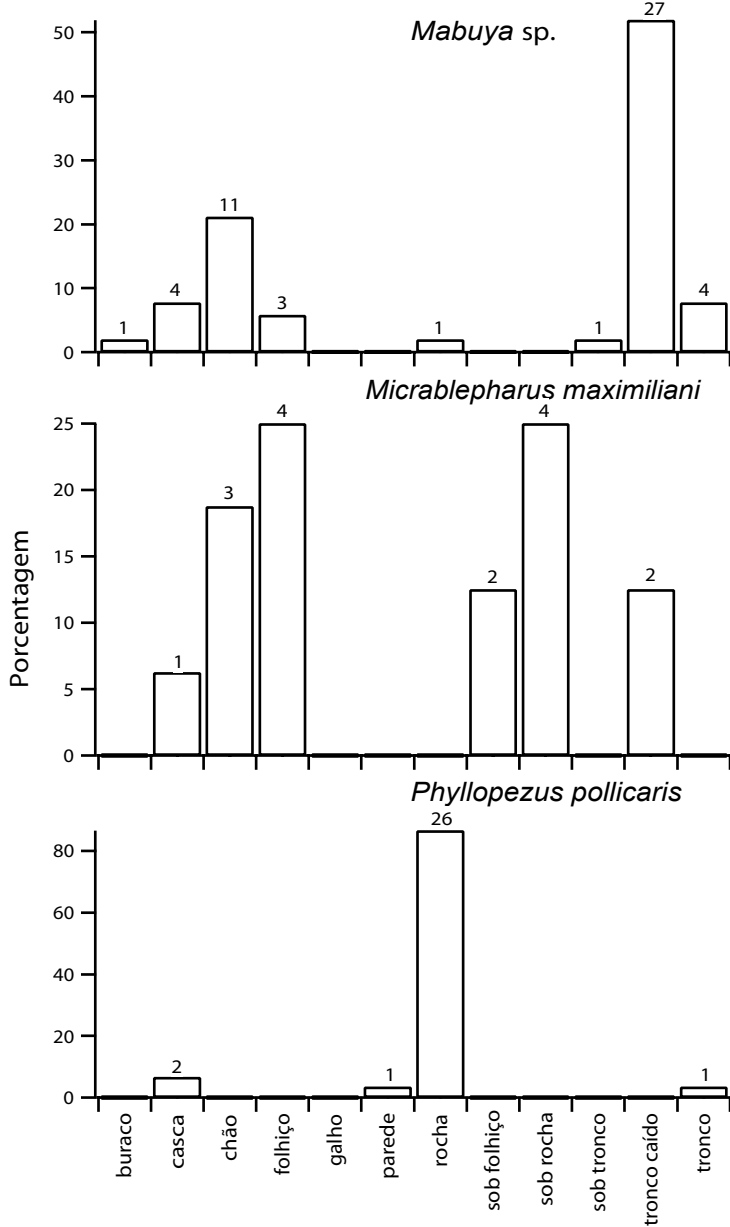 Mabuya sp.
50
40
30
20
10
0
1
4
11
3
1
1
27
4
Micrablepharus maximiliani
25
20
15
10
5
0
1
3
4
2
4
2
Porcentagem
Phyllopezus pollicaris
80
60
40
20
0
2
1
26
1
buraco
casca
chão
folhiço
galho
parede
rocha
sob folhiço
sob rocha
sob tronco
tronco caído
tronco